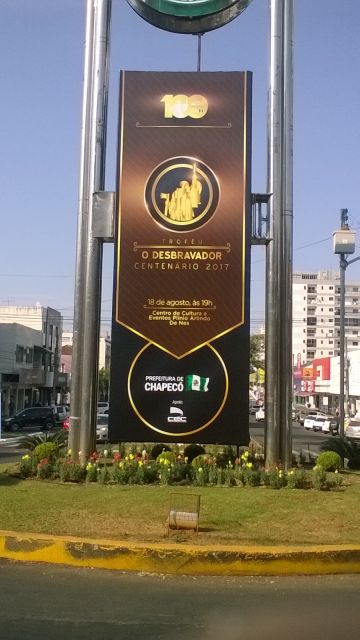 100
TROFÉU
O DESBRAVADOR
CENTENÁRIO 2017
18 de agosto, às 19h
Centro de Cultura e
Eventos Plínio Arlindo
De Nes
PREFEITURA DE
CHAPECÓ
Apoio
CEC